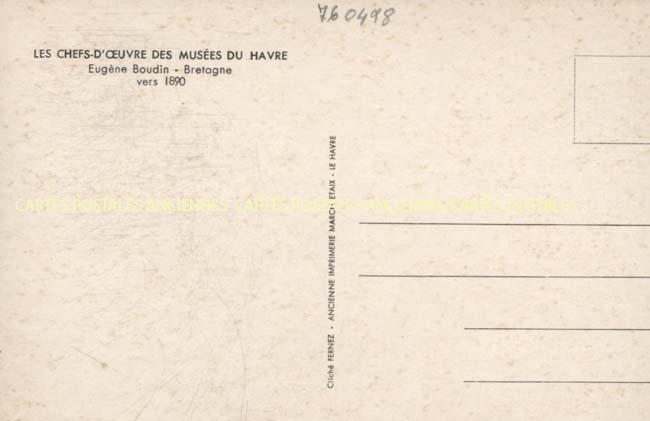 760498
LES CHEFS-D'ŒUVRE DES MUSÉES DU HAVRE
Eugène Boudin - Bretagne
vers 1890
Cliché FERNEZ - ANCIENNE IMPRIMERIE MARCEL ETAIX - LE HAVRE
CARTES POSTALES ANCIENNES CARTES POSTALES ANCIENNES CARTES POSTALES